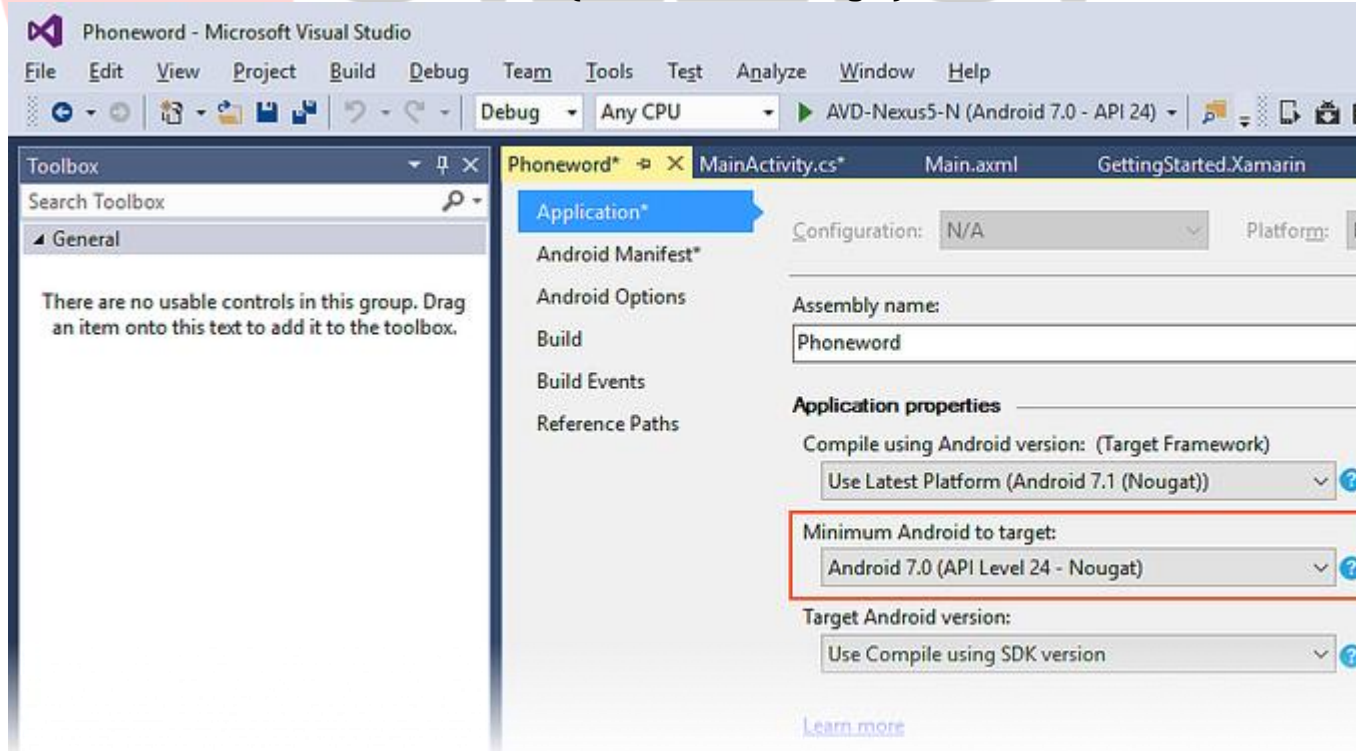 Phoneword - Microsoft Visual Studio
File Edit View Project Build Debug Team Tools Test Analyze Window Help
Debug Any CPU AVD-Nexus5-N (Android 7.0 - API 24)
Toolbox
Phoneword* MainActivity.cs* Main.axml GettingStarted.Xamarin
Search Toolbox
General
There are no usable controls in this group. Drag
an item onto this text to add it to the toolbox.
Application*
Android Manifest*
Android Options
Build
Build Events
Reference Paths
Configuration: N/A Platform:
Assembly name:
Phoneword
Application properties
Compile using Android version: (Target Framework)
Use Latest Platform (Android 7.1 (Nougat))
Minimum Android to target:
Android 7.0 (API Level 24 - Nougat)
Target Android version:
Use Compile using SDK version
Learn more